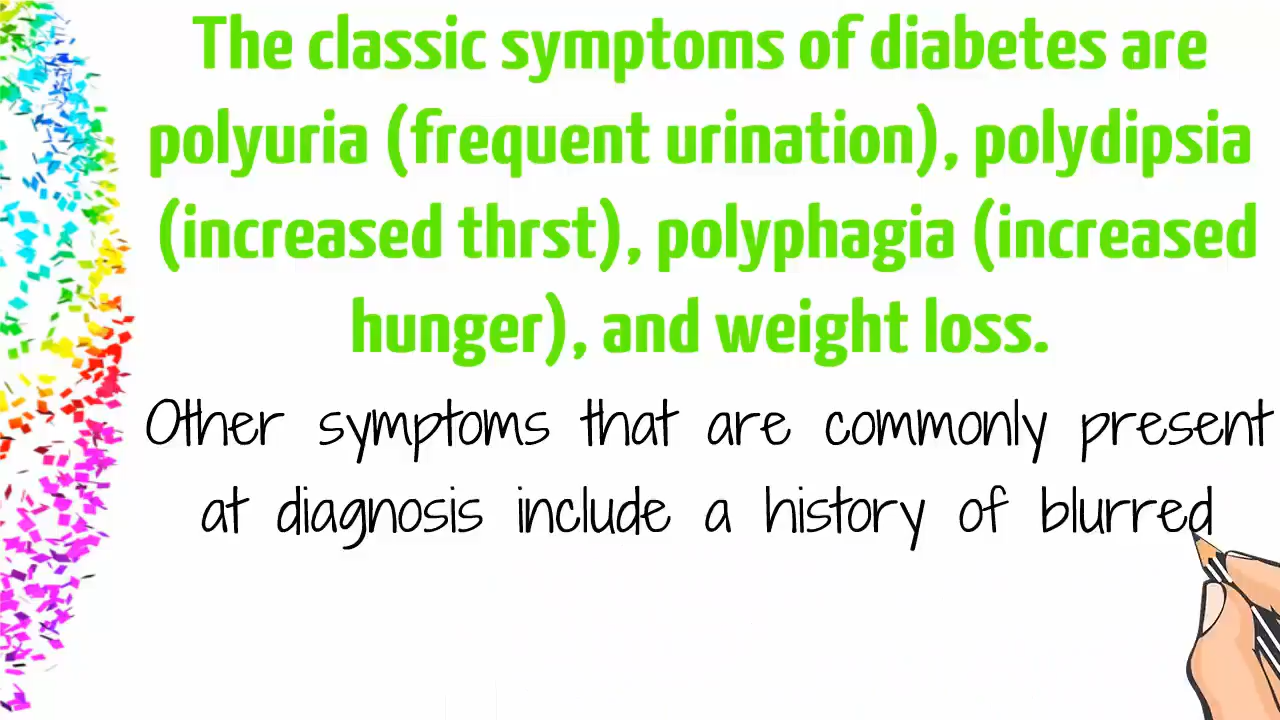 The classic symptoms of diabetes are
polyuria (frequent urination), polydipsia
(increased thrst), polyphagia (increased
hunger), and weight loss.
Other symptoms that are commonly present
at diagnosis include a history of blurred